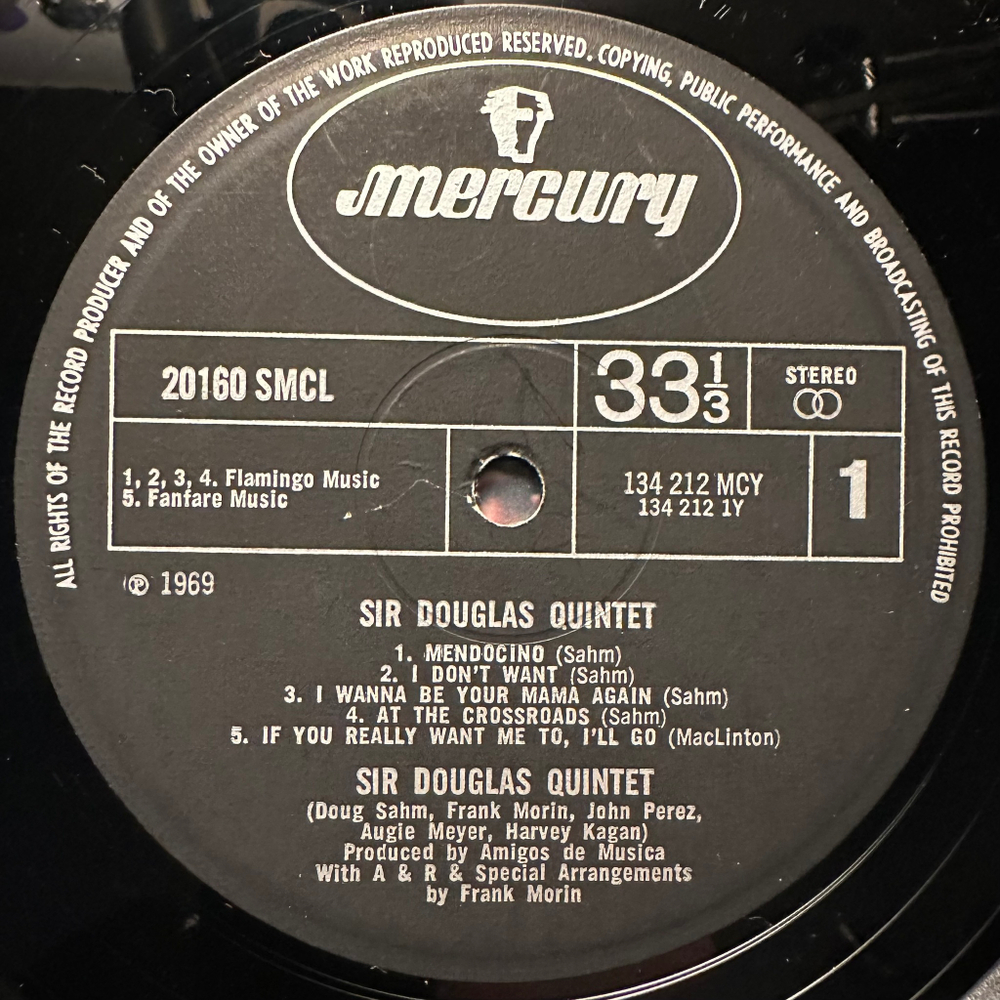 ALL RIGHTS OF THE RECORD PRODUCER AND OF THE OWNER OF THE WORK REPRODUCED RESERVED. COPYING, PUBLIC PERFORMANCE AND BROADCASTING OF THIS RECORD PROHIBITED
mercury
20160 SMCL
33 1/3
STEREO
1, 2, 3, 4. Flamingo Music
5. Fanfare Music
134 212 MCY
134 212 1Y
1
℗ 1969
SIR DOUGLAS QUINTET
1. MENDOCINO (Sahm)
2. I DON'T WANT (Sahm)
3. I WANNA BE YOUR MAMA AGAIN (Sahm)
4. AT THE CROSSROADS (Sahm)
5. IF YOU REALLY WANT ME TO, I'LL GO (MacLinton)
SIR DOUGLAS QUINTET
(Doug Sahm, Frank Morin, John Perez,
Augie Meyer, Harvey Kagan)
Produced by Amigos de Musica
With A & R & Special Arrangements
by Frank Morin